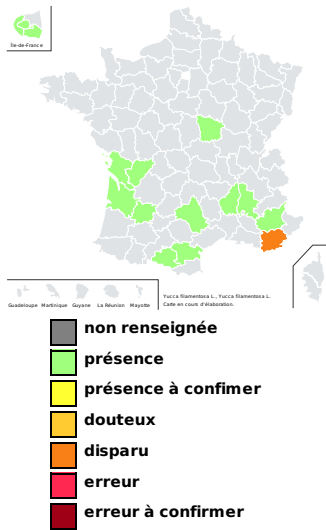 Île-de-France
Guadeloupe Martinique Guyane La Réunion Mayotte
Yucca filamentosa L., Yucca filamentosa L.
Carte en cours d'élaboration.
non renseignée
présence
présence à confimer
douteux
disparu
erreur
erreur à confirmer